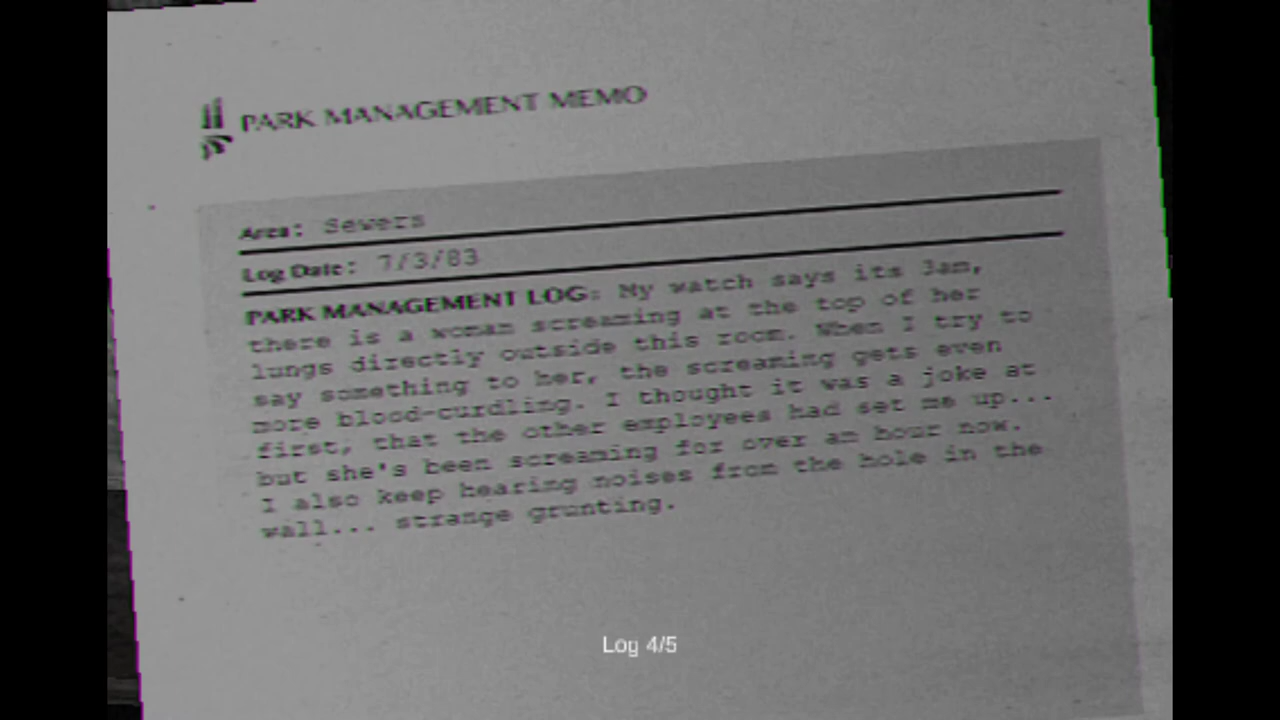 PARK MANAGEMENT MEMO
Area: Sewers
Log Date: 7/3/83
PARK MANAGEMENT LOG: My watch says its 3am,
there is a woman screaming at the top of her
lungs directly outside this room. When I try to
say something to her, the screaming gets even
more blood-curdling. I thought it was a joke at
first, that the other employees had set me up...
but she's been screaming for over an hour now.
I also keep hearing noises from the hole in the
wall... strange grunting.
Log 4/5